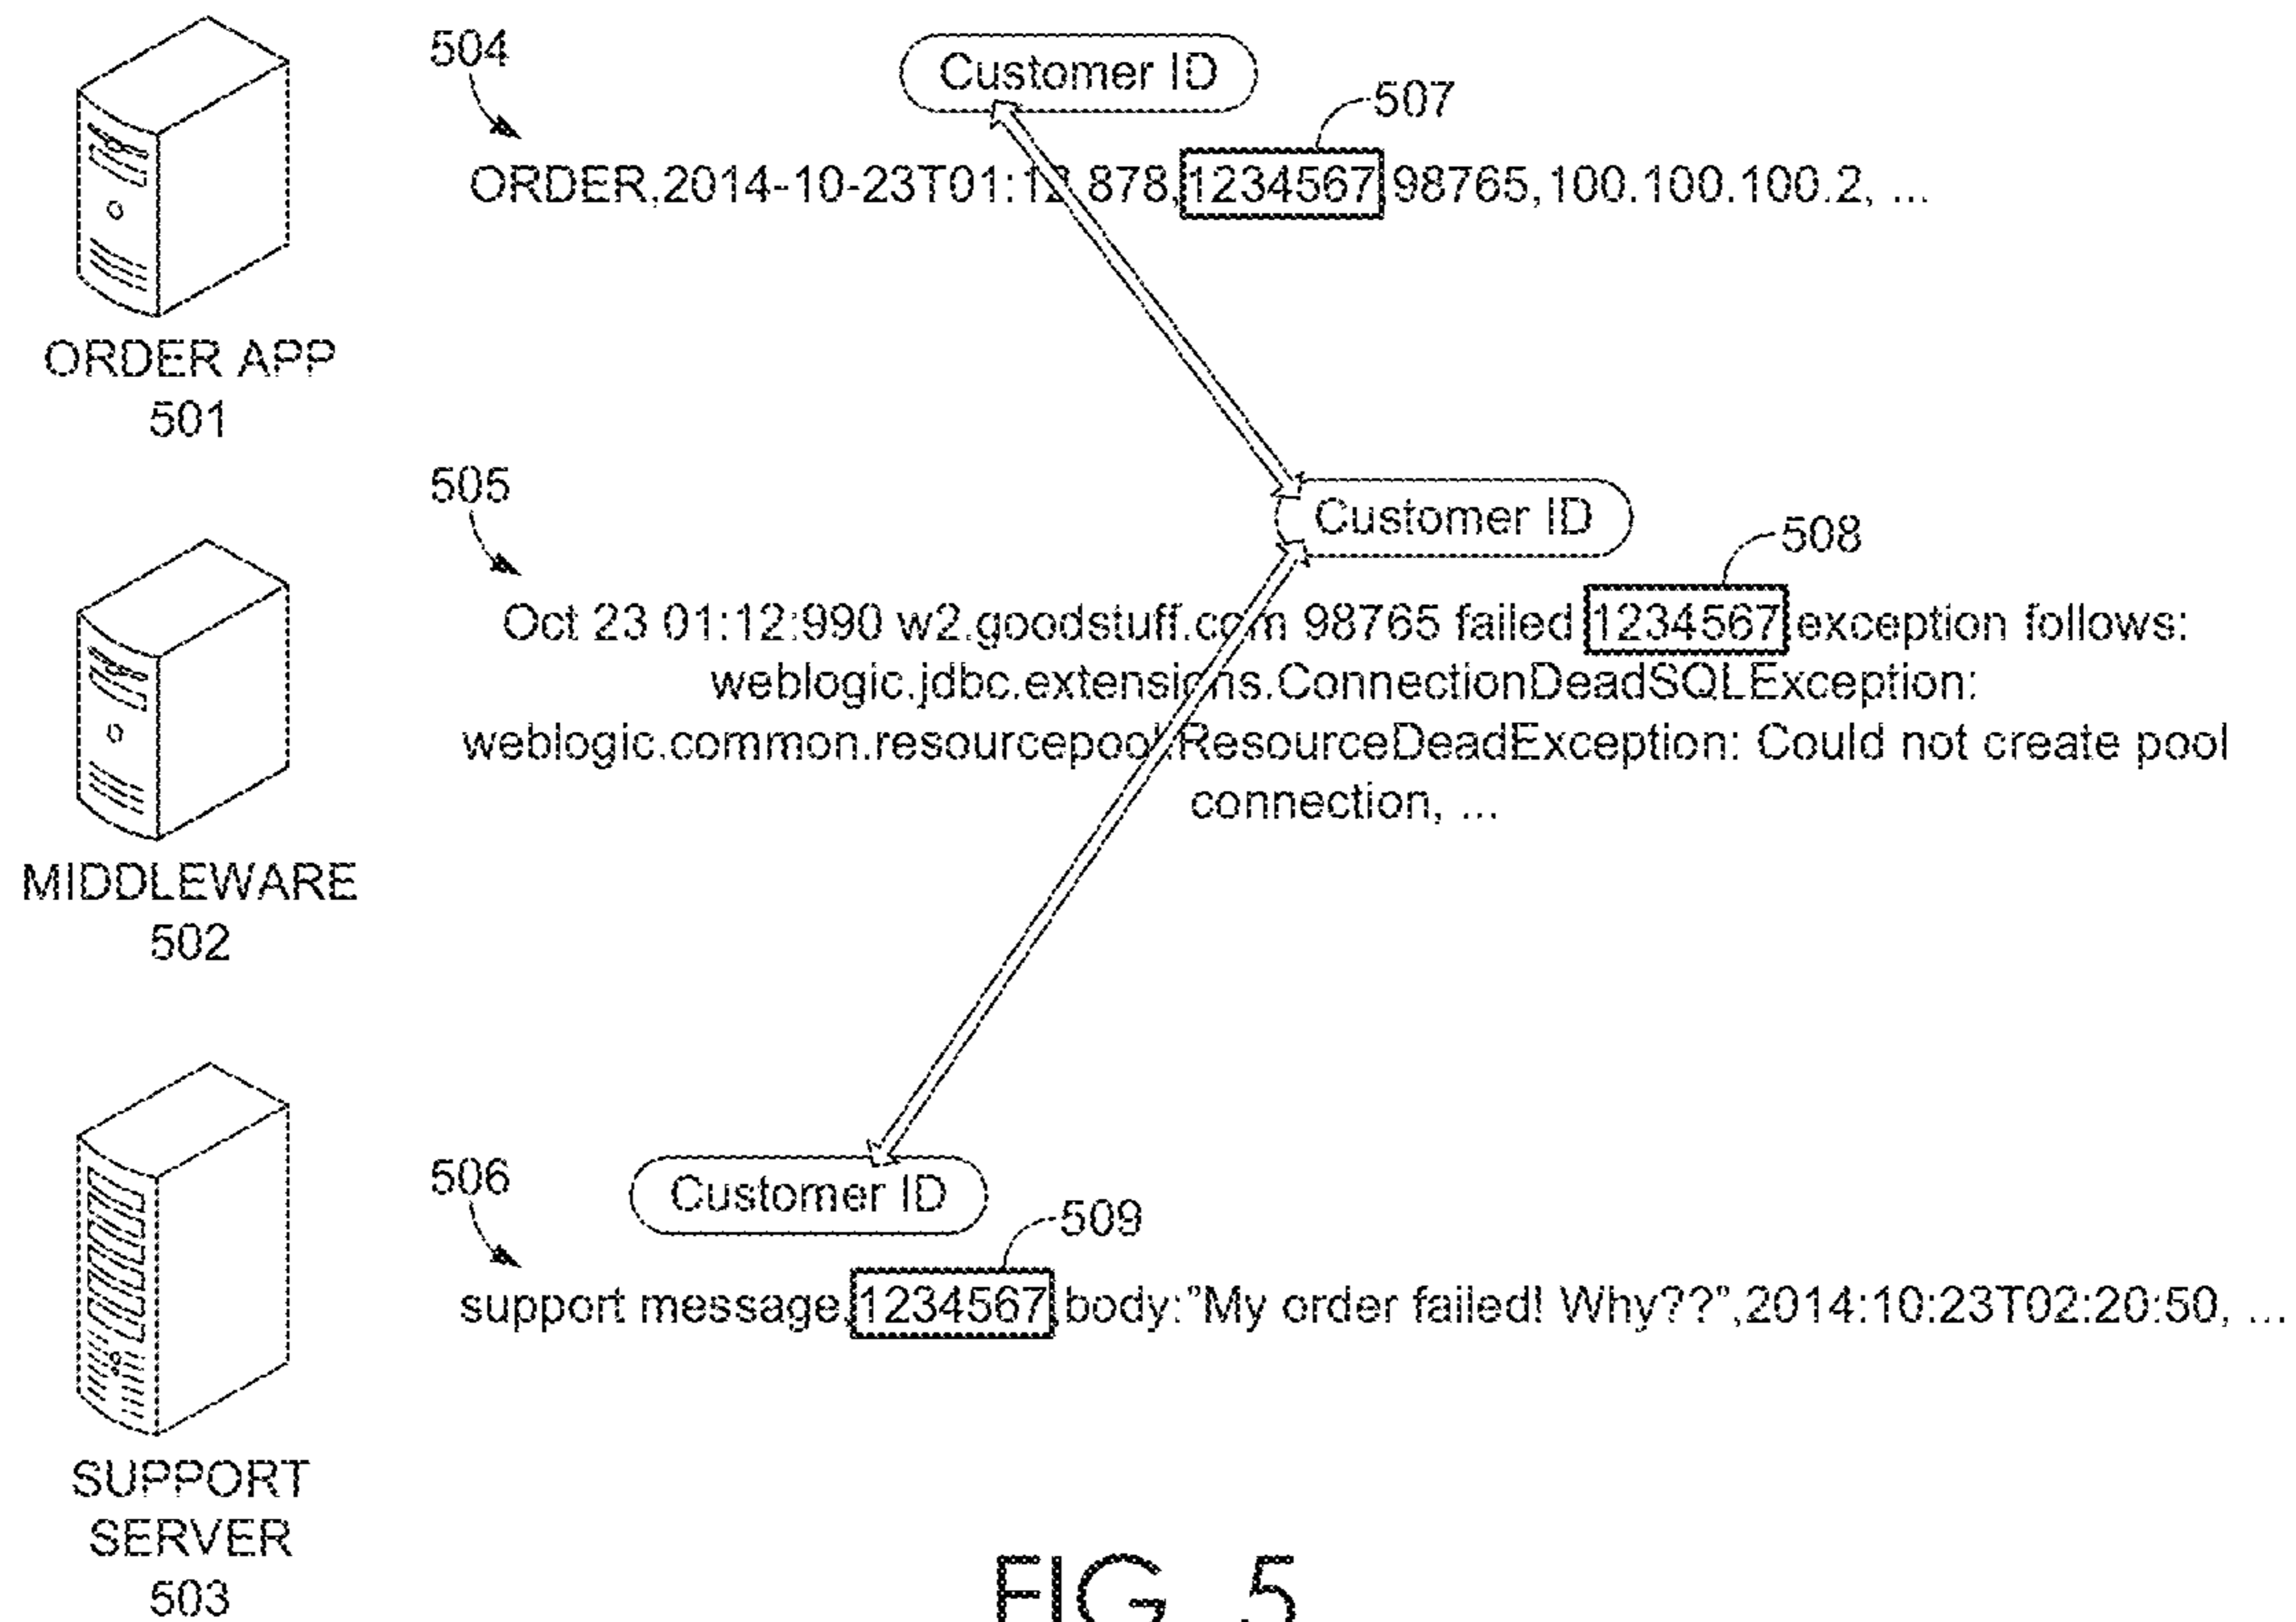 504
Customer ID
507
ORDER,2014-10-23T01:12.878,1234567,98765,100.100.100.2, ...
ORDER APP
501
505
Customer ID
508
Oct 23 01:12:990 w2.goodstuff.com 98765 failed 1234567 exception follows:
weblogic.jdbc.extensions.ConnectionDeadSQLException:
weblogic.common.resourcepool.ResourceDeadException: Could not create pool
connection, ...
MIDDLEWARE
502
506
Customer ID
509
support message,1234567,body:"My order failed! Why??",2014:10:23T02:20:50, ...
SUPPORT
SERVER
503
FIG. 5